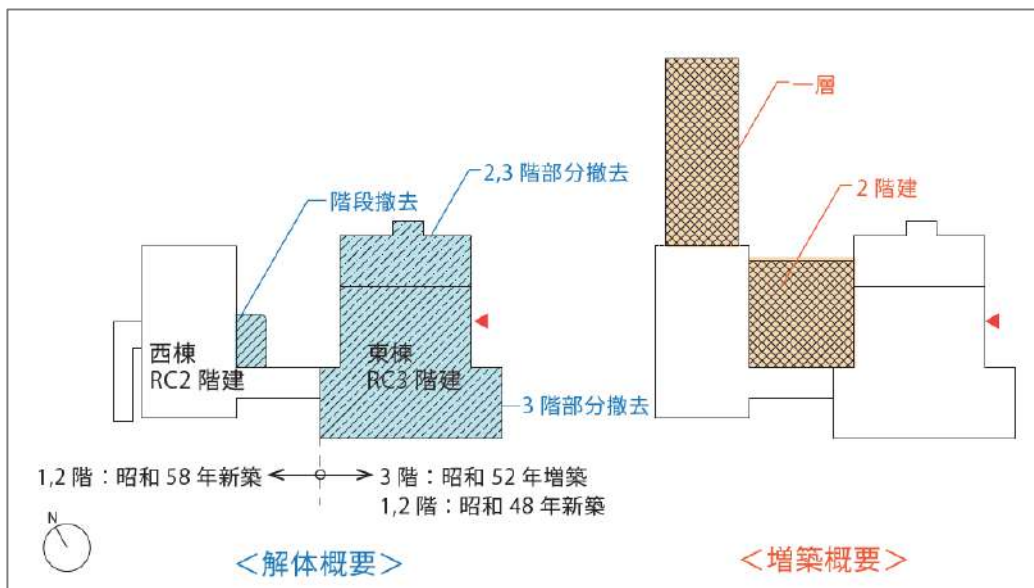 一層
2,3 階部分撤去
階段撤去
2 階建
西棟
RC2 階建
東棟
RC3 階建
3 階部分撤去
1,2 階：昭和 58 年新築
3 階：昭和 52 年増築
1,2 階：昭和 48 年新築
N
＜解体概要＞
＜増築概要＞